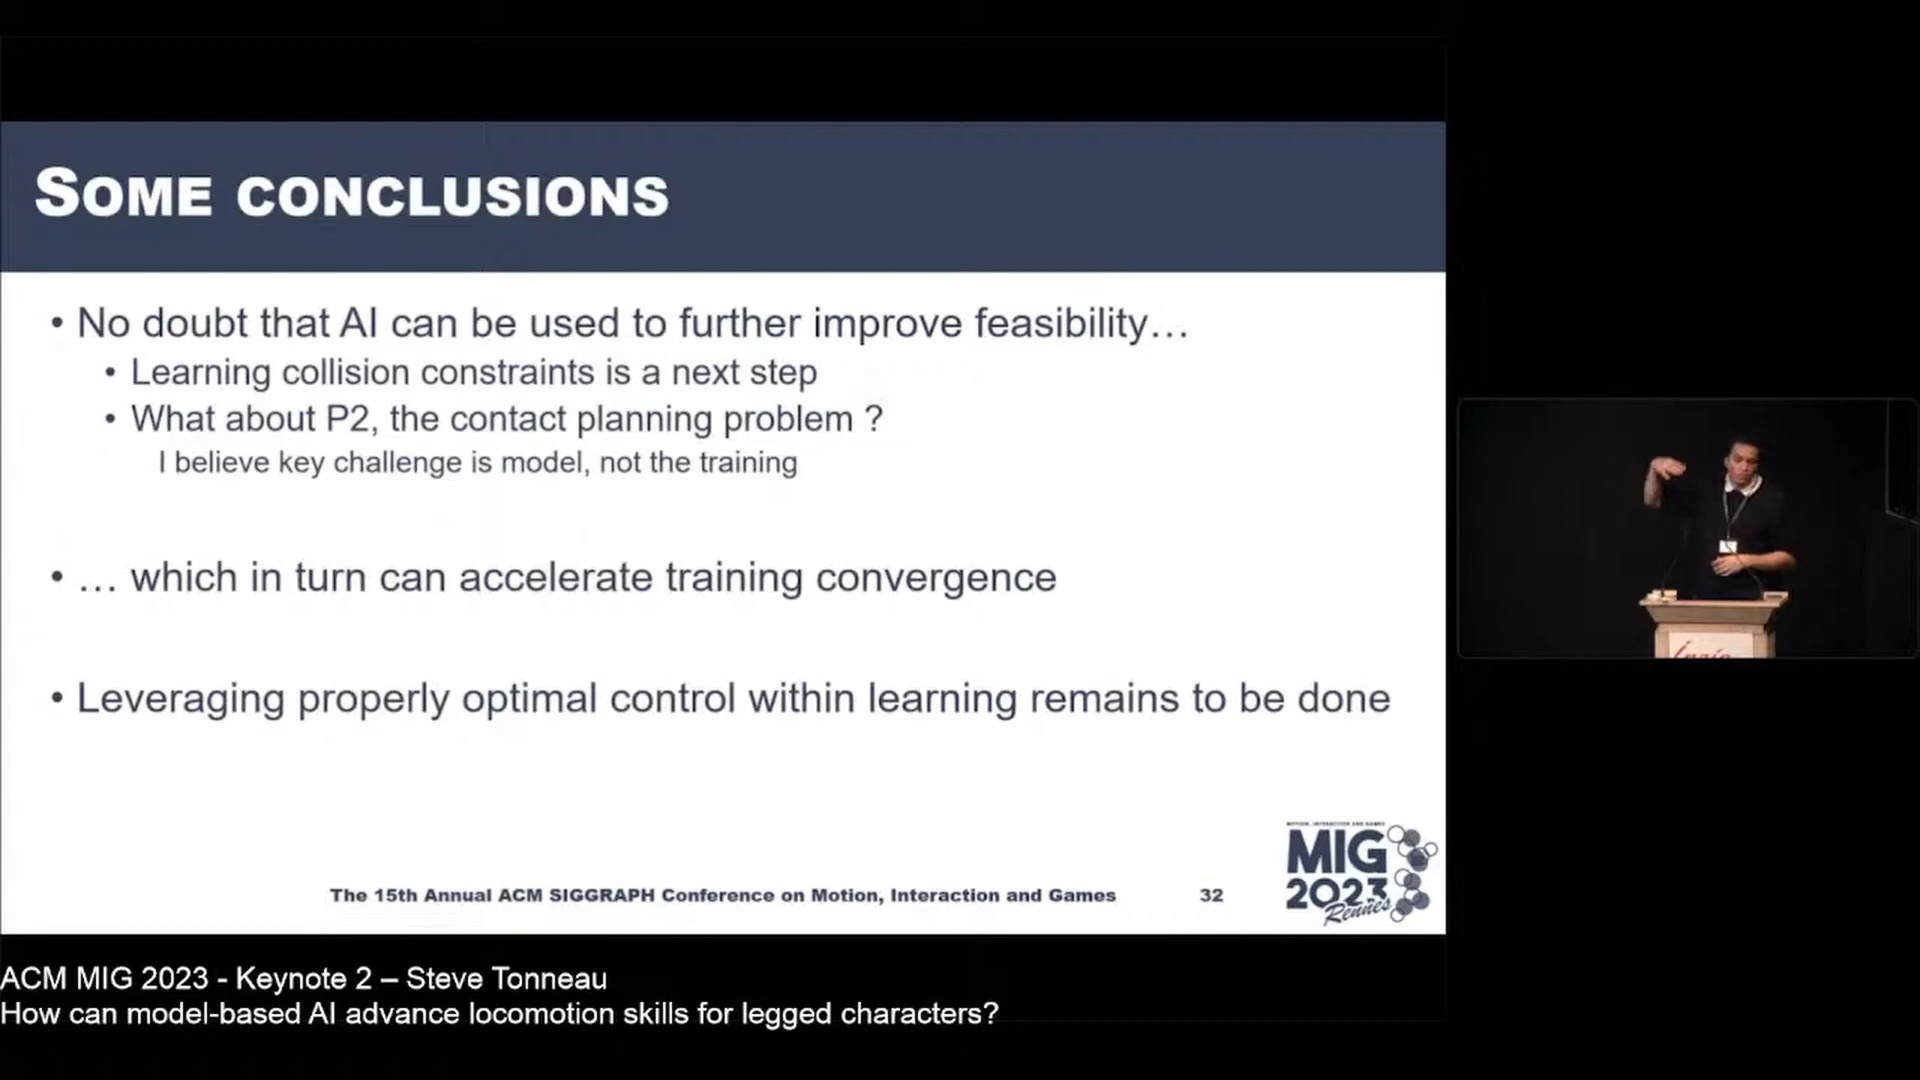 SOME CONCLUSIONS
• No doubt that AI can be used to further improve feasibility…
• Learning collision constraints is a next step
• What about P2, the contact planning problem ?
I believe key challenge is model, not the training
• … which in turn can accelerate training convergence
• Leveraging properly optimal control within learning remains to be done
The 15th Annual ACM SIGGRAPH Conference on Motion, Interaction and Games
32
MOTION, INTERACTION AND GAMES
MIG
2023
Rennes
ACM MIG 2023 - Keynote 2 – Steve Tonneau
How can model-based AI advance locomotion skills for legged characters?